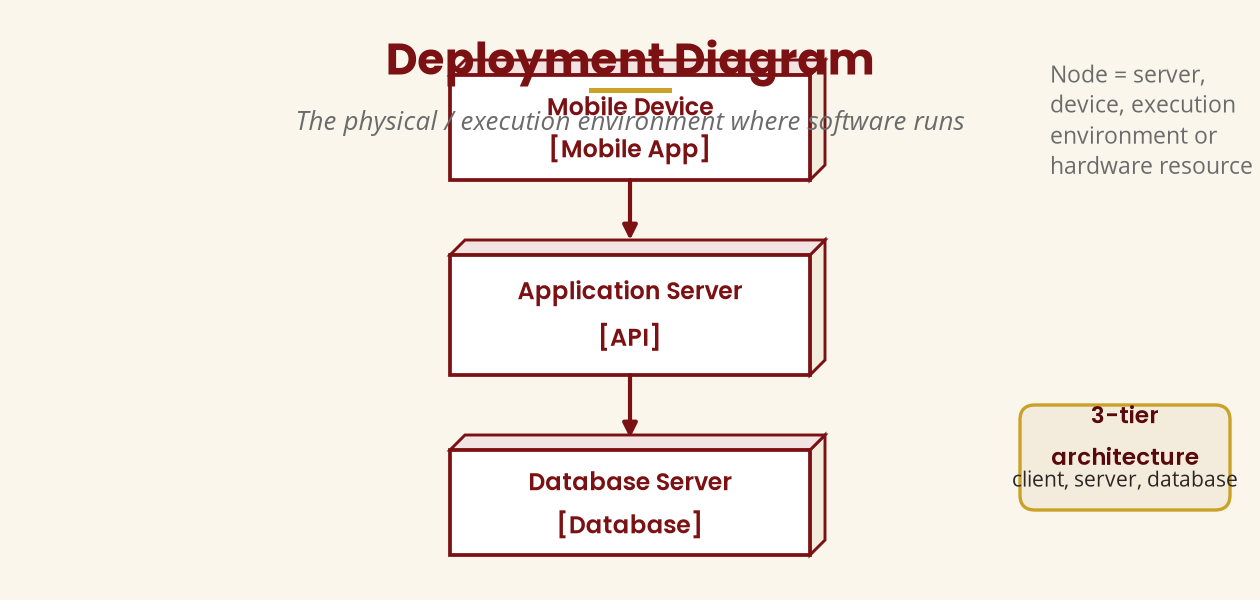 Deployment Diagram
The physical / execution environment where software runs
Mobile Device
[Mobile App]
Node = server,
device, execution
environment or
hardware resource
Application Server
[API]
3-tier
architecture
client, server, database
Database Server
[Database]